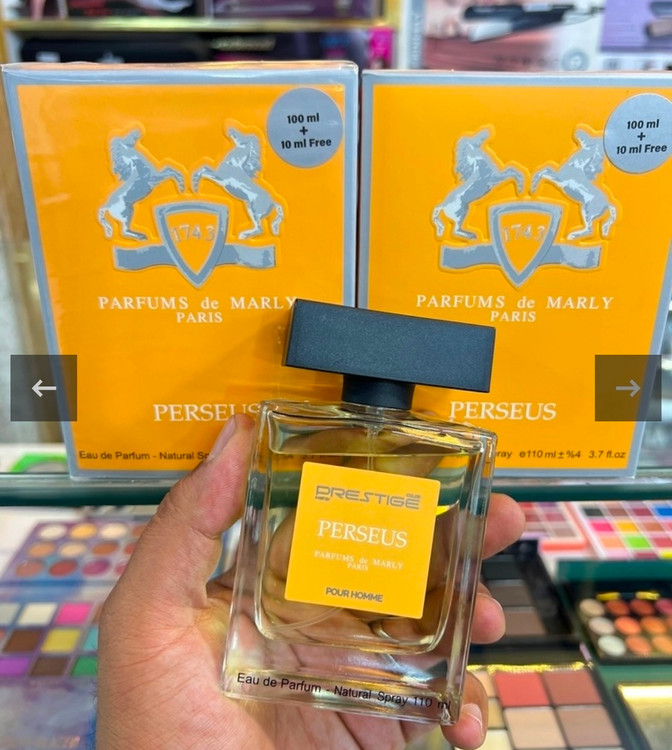 100 ml
+
10 ml Free
1743
PARFUMS de MARLY
PARIS
PERSEUS
Eau de Parfum - Natural
100 ml
+
10 ml Free
1743
PARFUMS de MARLY
PARIS
PERSEUS
e110 ml ± %4 3.7 fl.oz
PRESTIGE
PERSEUS
PARFUMS de MARLY
PARIS
POUR HOMME
Eau de Parfum - Natural Spray 110 ml